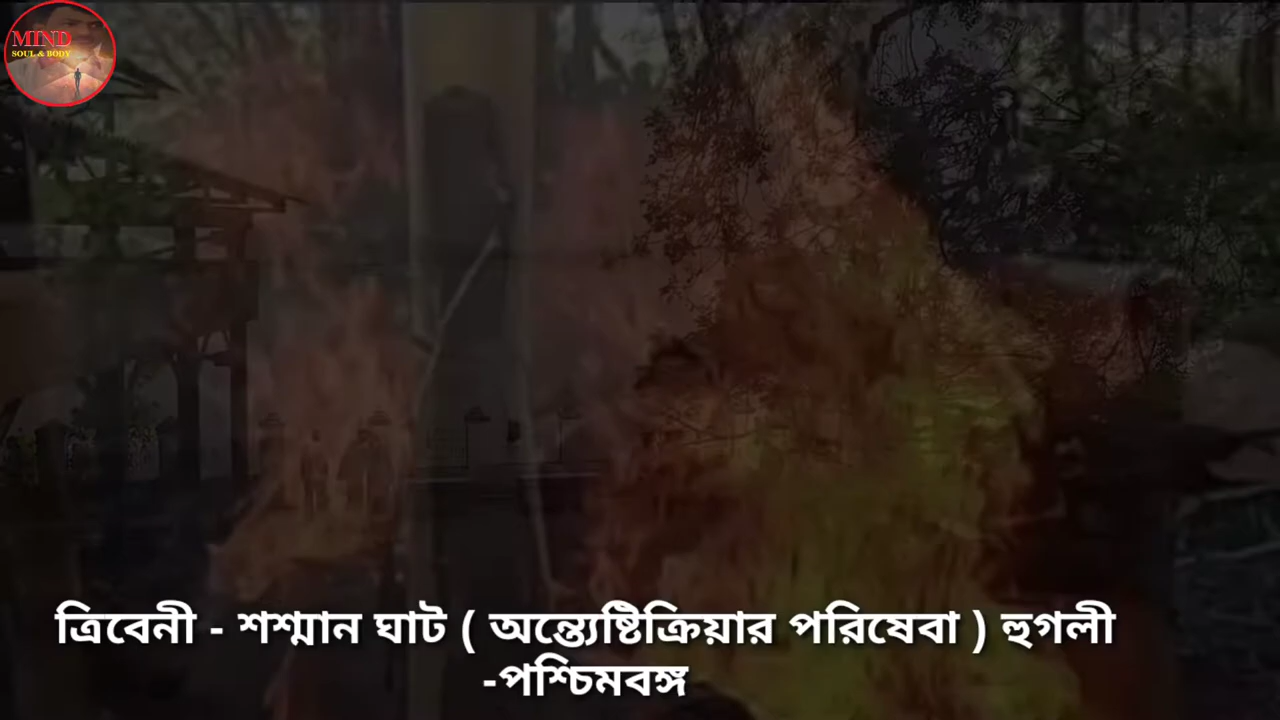 MIND
SOUL & BODY
ত্রিবেনী - শশ্মান ঘাট ( অন্ত্যেষ্টিক্রিয়ার পরিষেবা ) হুগলী
-পশ্চিমবঙ্গ